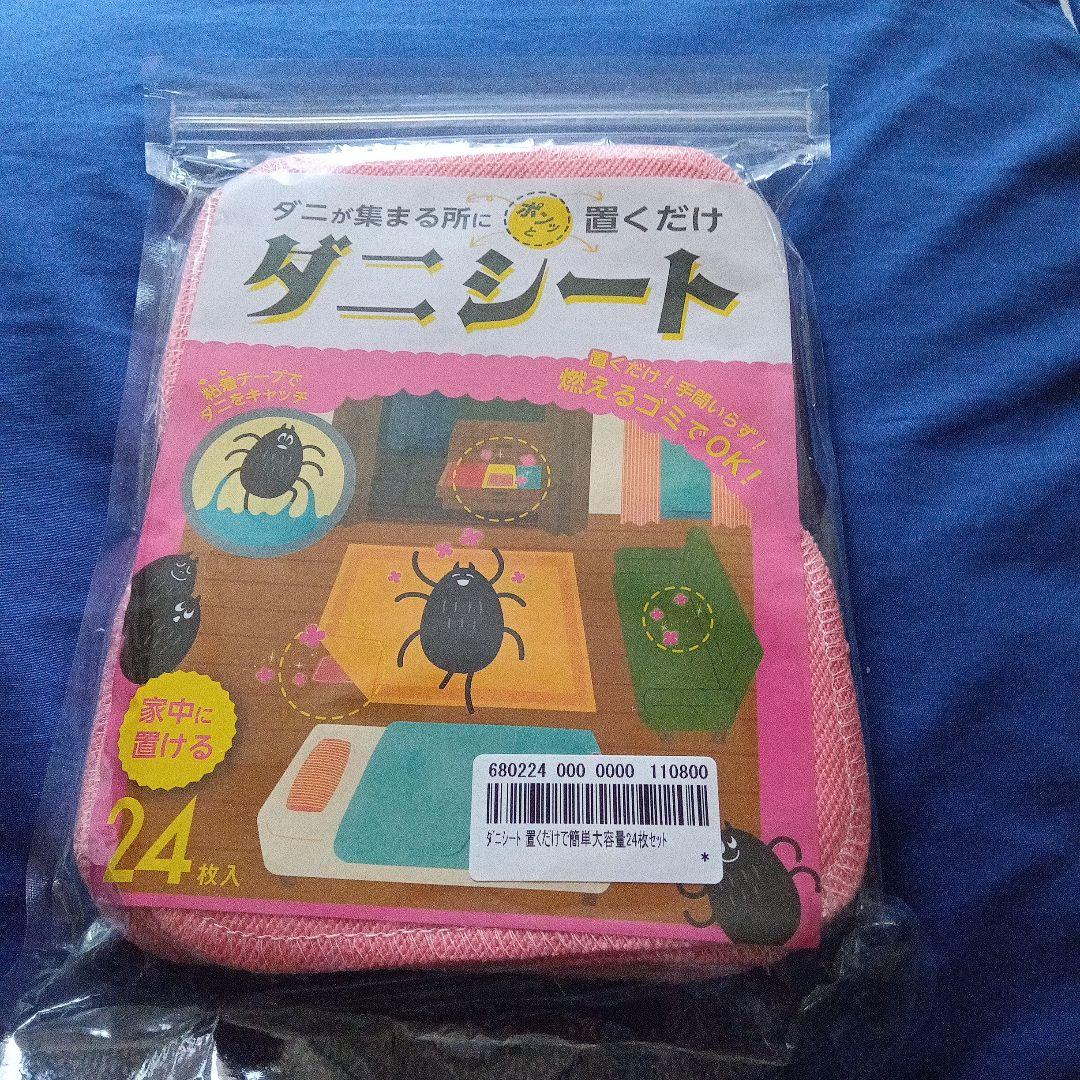 ダニが集まる所に ポンッと 置くだけ
ダニシート
粘着テープで
ダニをキャッチ
置くだけ！手間いらず！
燃えるゴミでOK！
家中に
置ける
24枚入
680224 000 0000 110800
ﾀﾞﾆｼｰﾄ 置くだけで簡単大容量24枚ｾｯﾄ
*